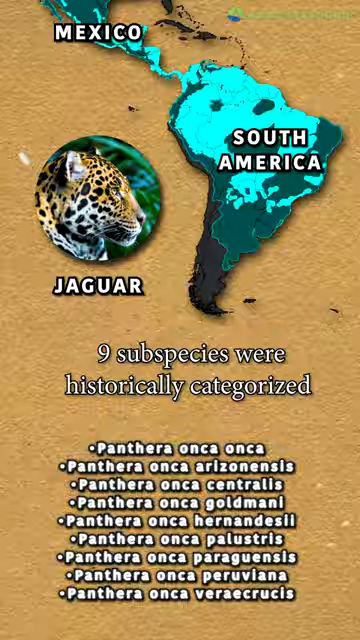 MEXICO
SOUTH
AMERICA
JAGUAR
9 subspecies were
historically categorized
•Panthera onca onca
•Panthera onca arizonensis
•Panthera onca centralis
•Panthera onca goldmani
•Panthera onca hernandesii
•Panthera onca palustris
•Panthera onca paraguensis
•Panthera onca peruviana
•Panthera onca veraecrucis